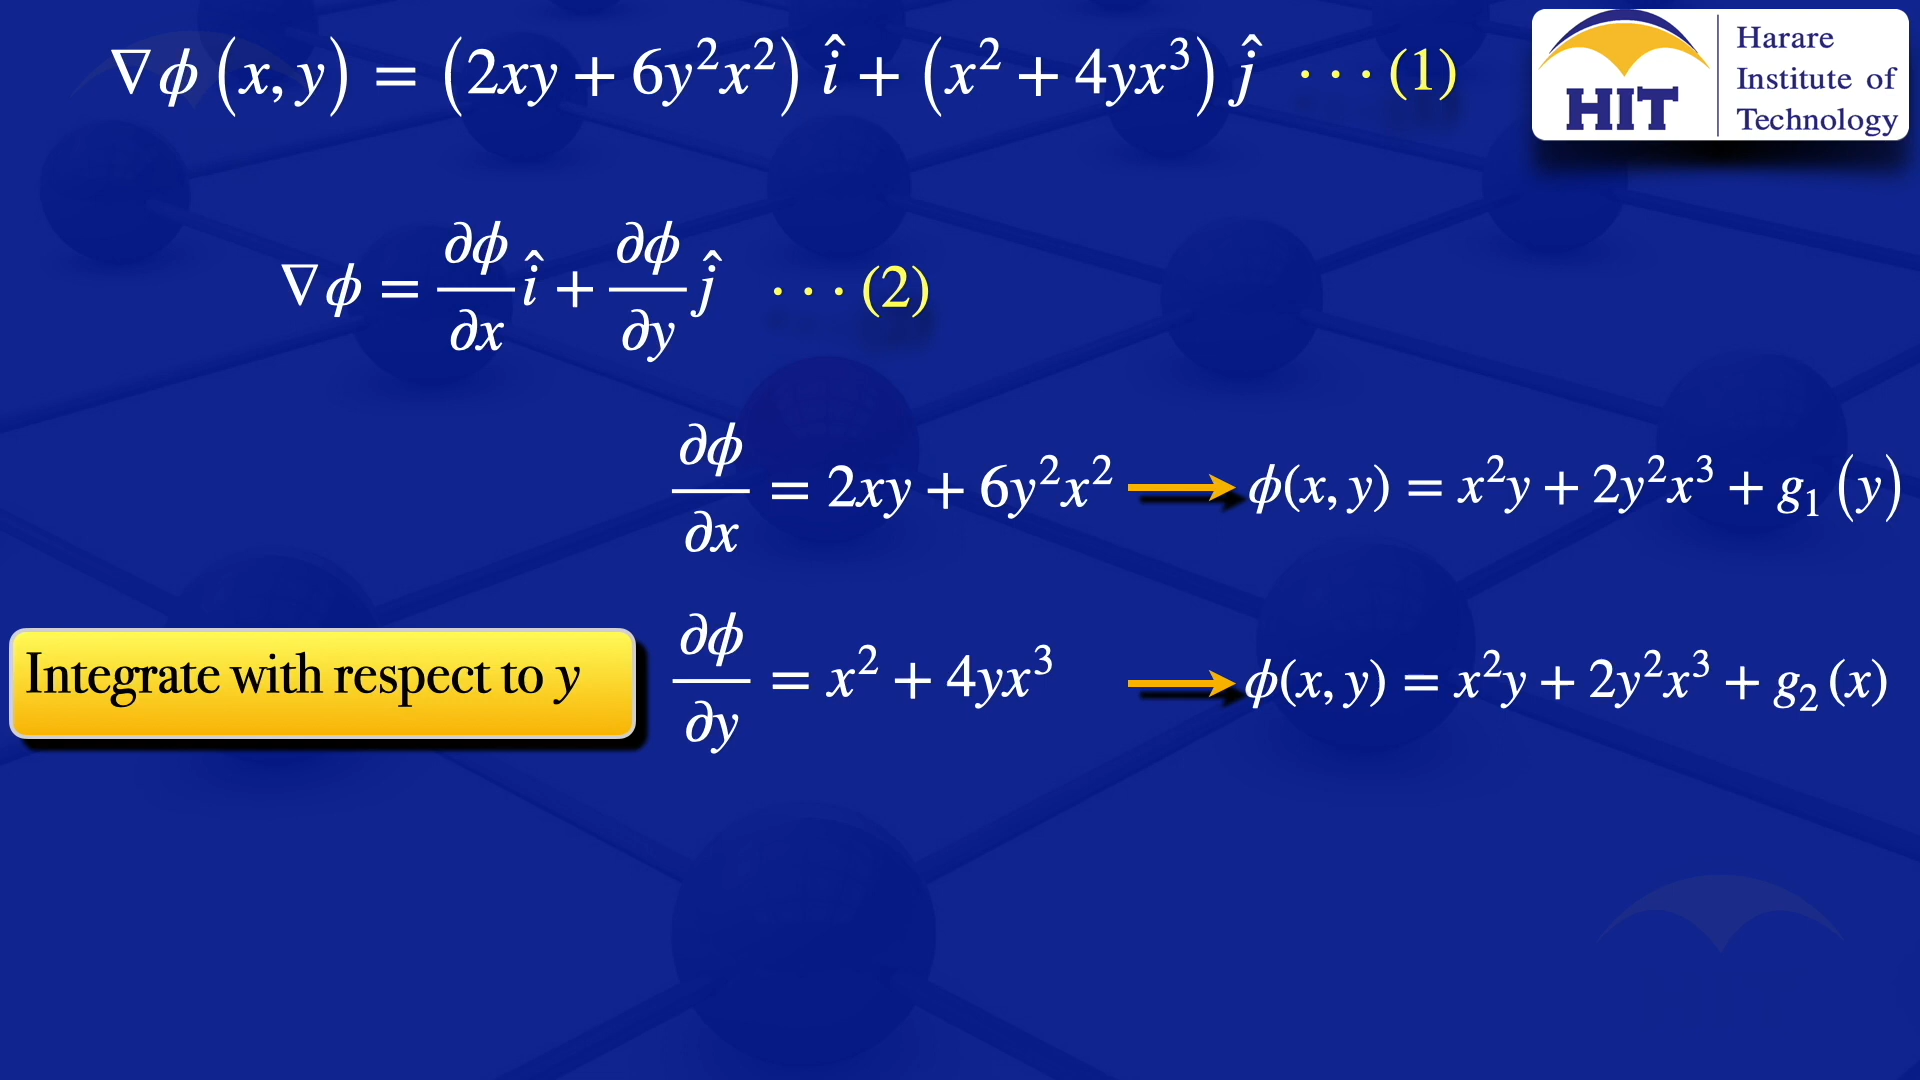 ∇ϕ(x, y) = (2xy + 6y²x²) î + (x² + 4yx³) ĵ · · · (1)
HIT
Harare
Institute of
Technology
∇ϕ = ∂ϕ/∂x î + ∂ϕ/∂y ĵ · · · (2)
∂ϕ/∂x = 2xy + 6y²x² → ϕ(x, y) = x²y + 2y²x³ + g₁(y)
Integrate with respect to y
∂ϕ/∂y = x² + 4yx³ → ϕ(x, y) = x²y + 2y²x³ + g₂(x)